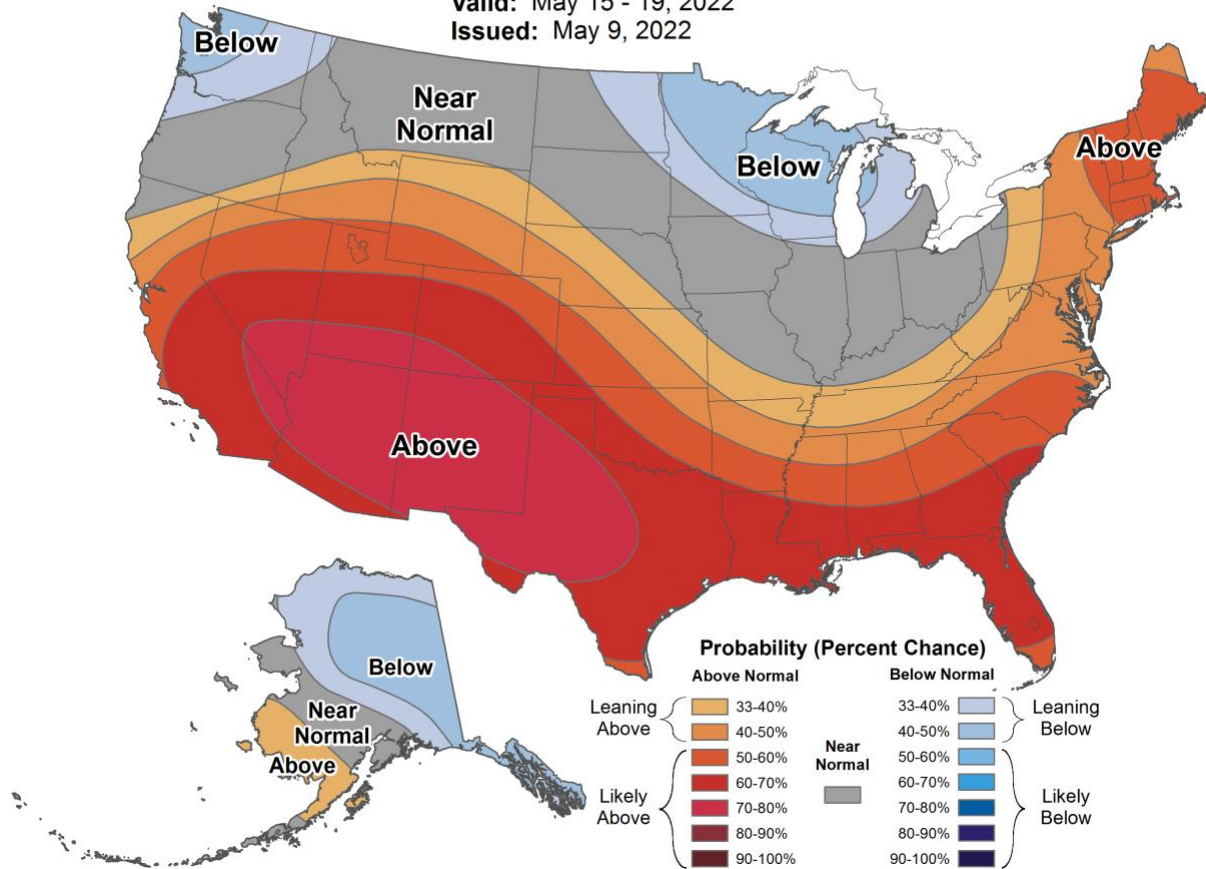 Valid: May 15 - 19, 2022
Issued: May 9, 2022
Below
Near
Normal
Below
Above
Above
Below
Near
Normal
Above
Probability (Percent Chance)
Above Normal
Below Normal
Leaning
Above
33-40%
40-50%
Likely
Above
50-60%
60-70%
70-80%
80-90%
90-100%
Near
Normal
33-40%
40-50%
Leaning
Below
50-60%
60-70%
70-80%
80-90%
90-100%
Likely
Below